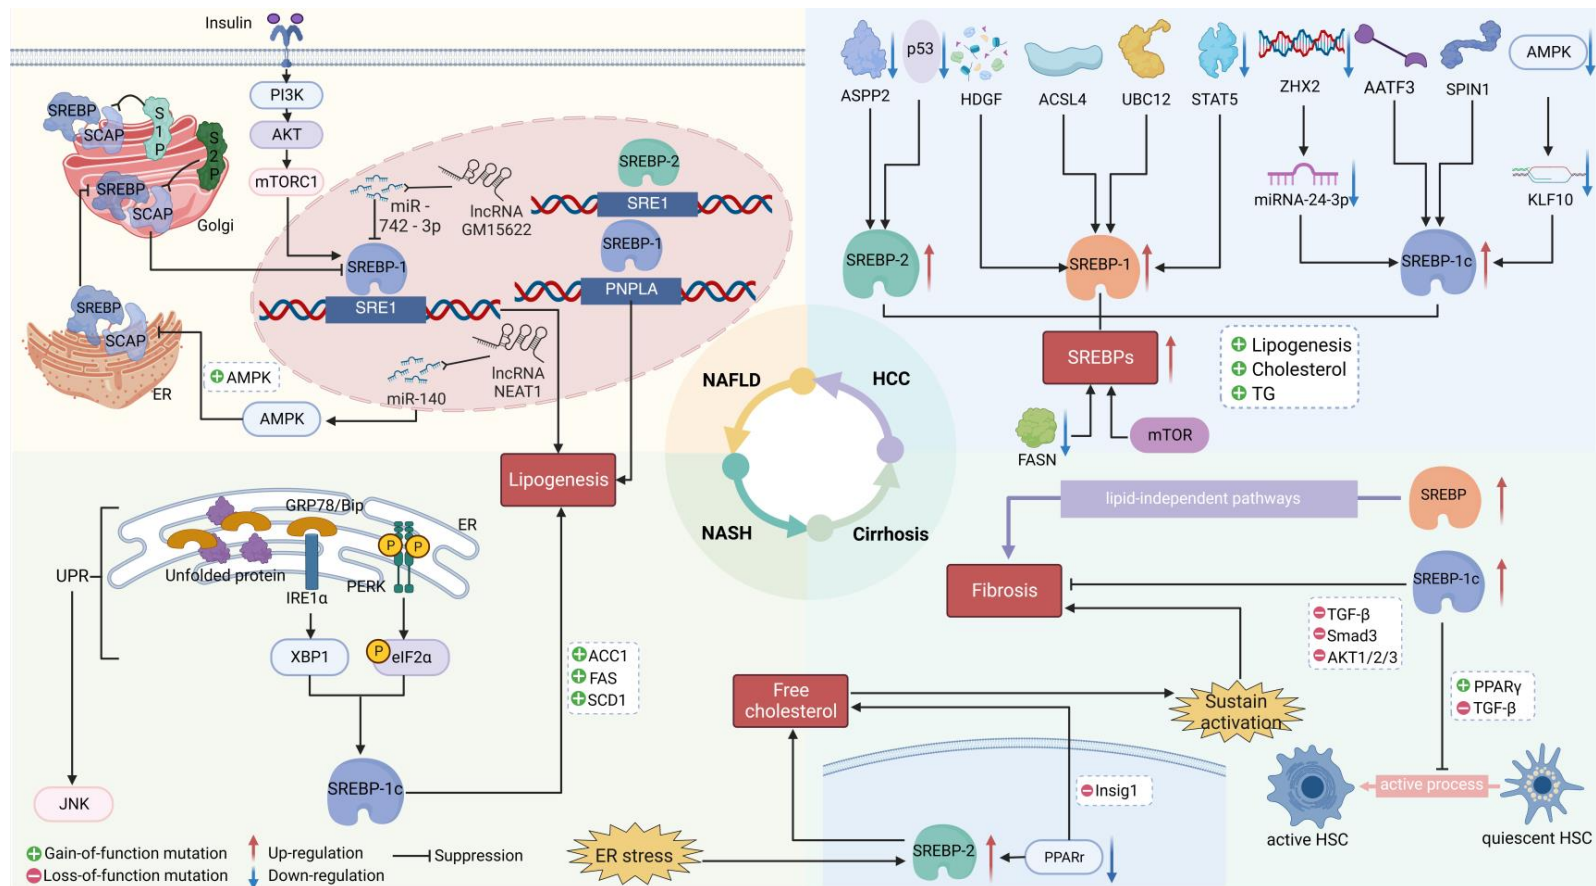 Insulin
PI3K
AKT
mTORC1
SREBP
SCAP
S1P
S2P
SREBP
SCAP
Golgi
SREBP
SCAP
ER
AMPK
AMPK
miR -
742 - 3p
lncRNA
GM15622
SREBP-1
SRE1
SREBP-2
SRE1
SREBP-1
PNPLA
lncRNA
NEAT1
miR-140
ASPP2
p53
HDGF
ACSL4
UBC12
STAT5
ZHX2
AATF3
SPIN1
AMPK
miRNA-24-3p
KLF10
SREBP-2
SREBP-1
SREBP-1c
SREBPs
Lipogenesis
Cholesterol
TG
FASN
mTOR
NAFLD
HCC
NASH
Cirrhosis
Lipogenesis
UPR
GRP78/Bip
ER
Unfolded protein
IRE1α
PERK
P
P
XBP1
P
eIF2α
ACC1
FAS
SCD1
SREBP-1c
JNK
lipid-independent pathways
SREBP
Fibrosis
SREBP-1c
TGF-β
Smad3
AKT1/2/3
PPARγ
TGF-β
Free
cholesterol
Sustain
activation
Insig1
active process
active HSC
quiescent HSC
ER stress
SREBP-2
PPARr
Gain-of-function mutation
Up-regulation
Suppression
Loss-of-function mutation
Down-regulation